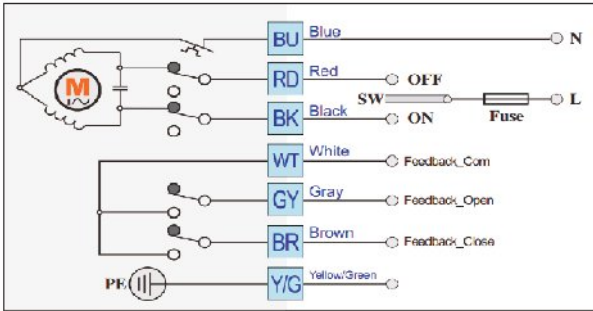 BU Blue N
RD Red OFF
SW Fuse L
BK Black ON
WT White Feedback_Com
GY Gray Feedback_Open
BR Brown Feedback_Close
PE Y/G Yellow/Green
M